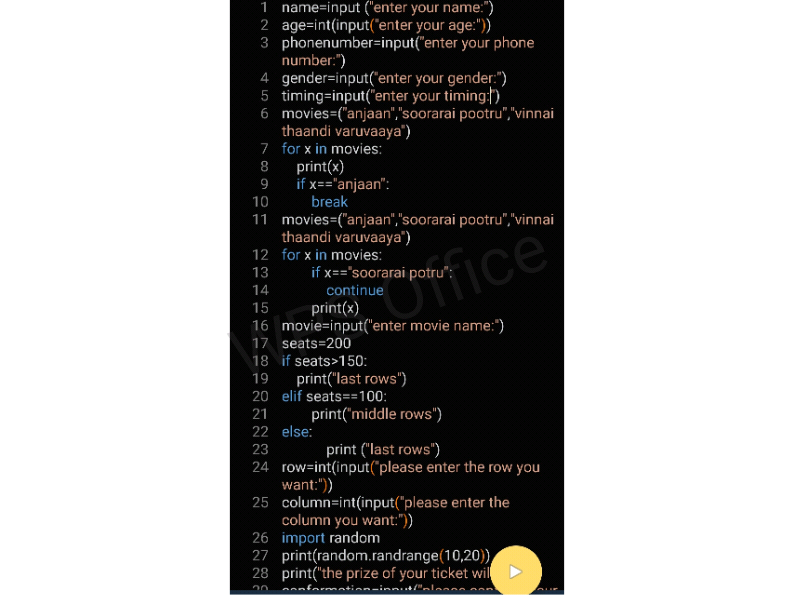 1 name=input ("enter your name:")
2 age=int(input("enter your age:"))
3 phonenumber=input("enter your phone
number:")
4 gender=input("enter your gender:")
5 timing=input("enter your timing:")
6 movies=("anjaan","soorarai pootru","vinnai
thaandi varuvaaya")
7 for x in movies:
8 print(x)
9 if x=="anjaan":
10 break
11 movies=("anjaan","soorarai pootru","vinnai
thaandi varuvaaya")
12 for x in movies:
13 if x=="soorarai potru":
14 continue
15 print(x)
16 movie=input("enter movie name:")
17 seats=200
18 if seats>150:
19 print("last rows")
20 elif seats==100:
21 print("middle rows")
22 else:
23 print ("last rows")
24 row=int(input("please enter the row you
want:"))
25 column=int(input("please enter the
column you want:"))
26 import random
27 print(random.randrange(10,20))
28 print("the prize of your ticket wil
WPS Office